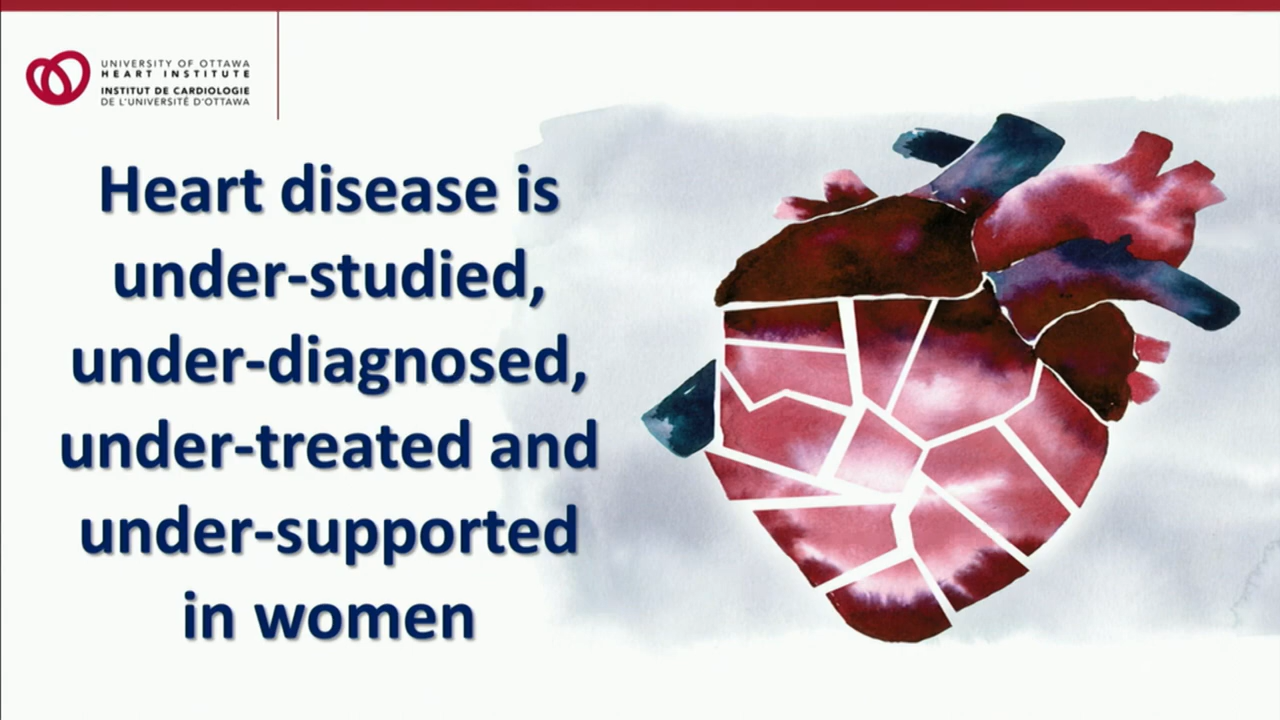 UNIVERSITY OF OTTAWA
HEART INSTITUTE
INSTITUT DE CARDIOLOGIE
DE L'UNIVERSITÉ D'OTTAWA
Heart disease is
under-studied,
under-diagnosed,
under-treated and
under-supported
in women